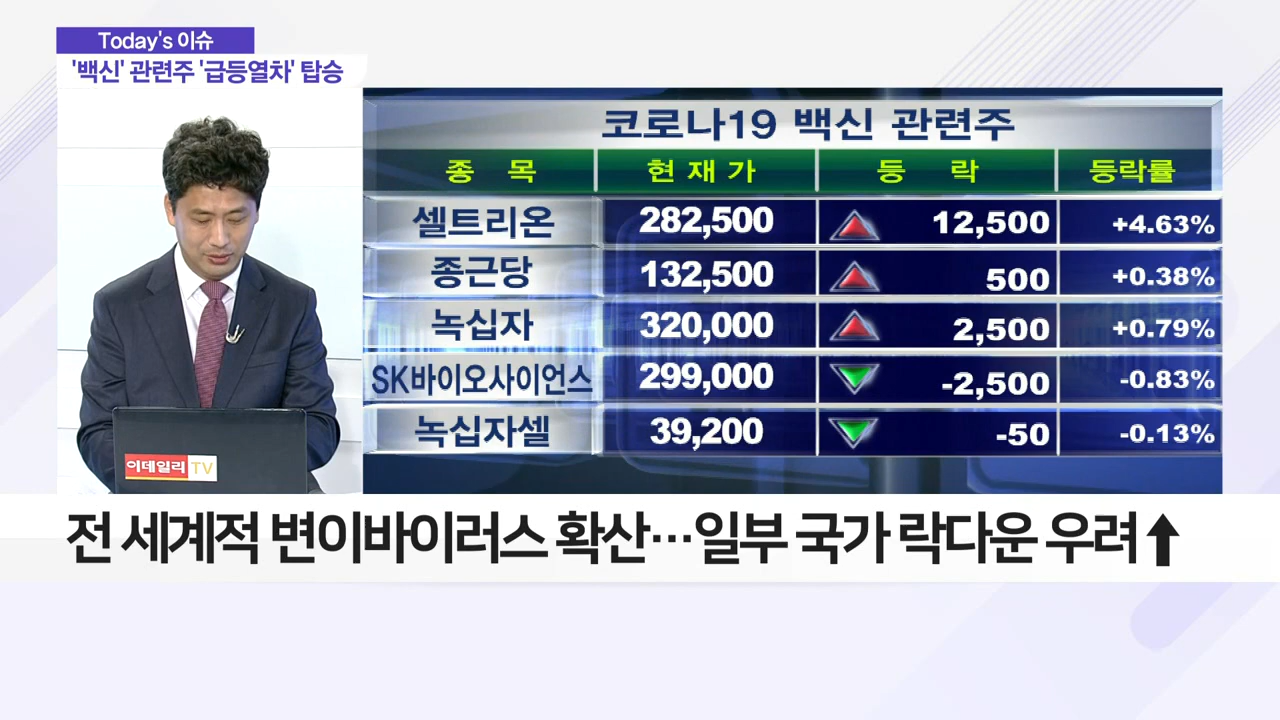 Today's 이슈
'백신' 관련주 '급등열차' 탑승
코로나19 백신 관련주
종 목 현 재 가 등 락 등락률
셀트리온 282,500 12,500 +4.63%
종근당 132,500 500 +0.38%
녹십자 320,000 2,500 +0.79%
SK바이오사이언스 299,000 -2,500 -0.83%
녹십자셀 39,200 -50 -0.13%
이데일리 TV
전 세계적 변이바이러스 확산…일부 국가 락다운 우려⬆